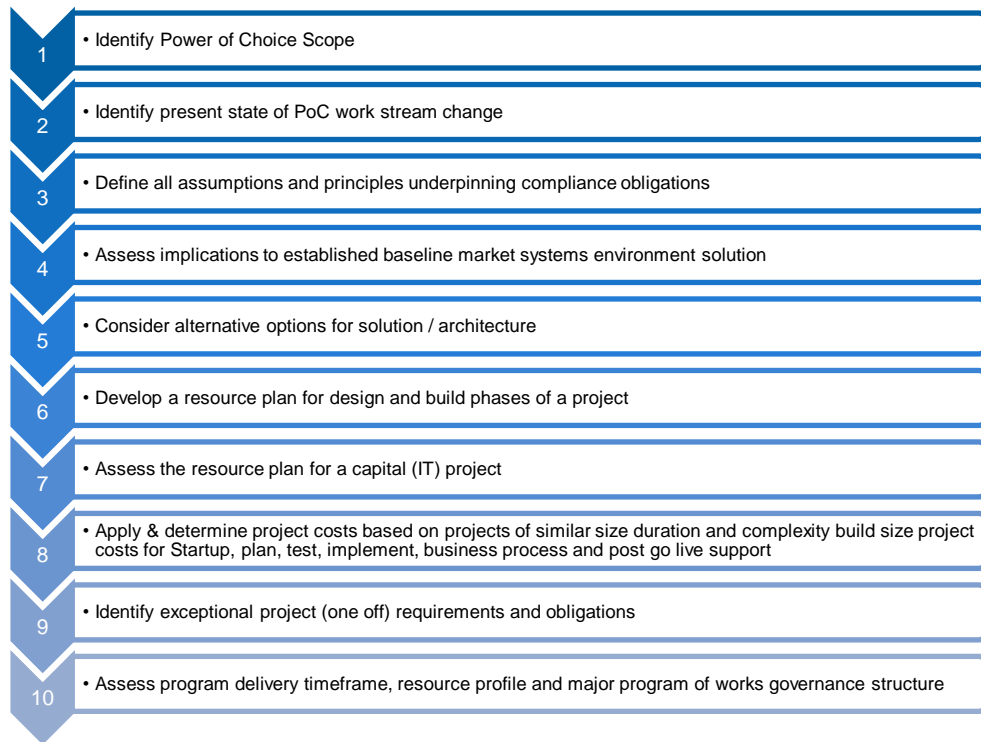 1
• Identify Power of Choice Scope
2
• Identify present state of PoC work stream change
3
• Define all assumptions and principles underpinning compliance obligations
4
• Assess implications to established baseline market systems environment solution
5
• Consider alternative options for solution / architecture
6
• Develop a resource plan for design and build phases of a project
7
• Assess the resource plan for a capital (IT) project
8
• Apply & determine project costs based on projects of similar size duration and complexity build size project
costs for Startup, plan, test, implement, business process and post go live support
9
• Identify exceptional project (one off) requirements and obligations
10
• Assess program delivery timeframe, resource profile and major program of works governance structure